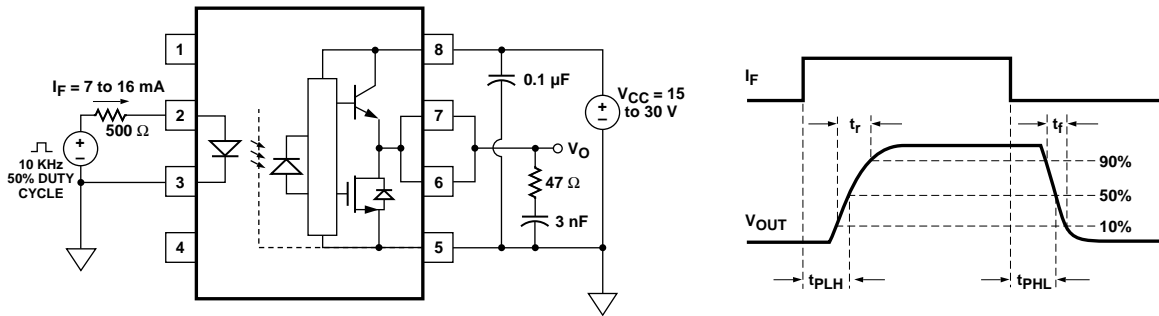 1
2
3
4
8
7
6
5
I_F = 7 to 16 mA
500 Ω
+
–
10 KHz
50% DUTY
CYCLE
0.1 µF
V_CC = 15
to 30 V
+
–
V_O
47 Ω
3 nF
I_F
t_r
t_f
90%
50%
10%
V_OUT
t_PLH
t_PHL